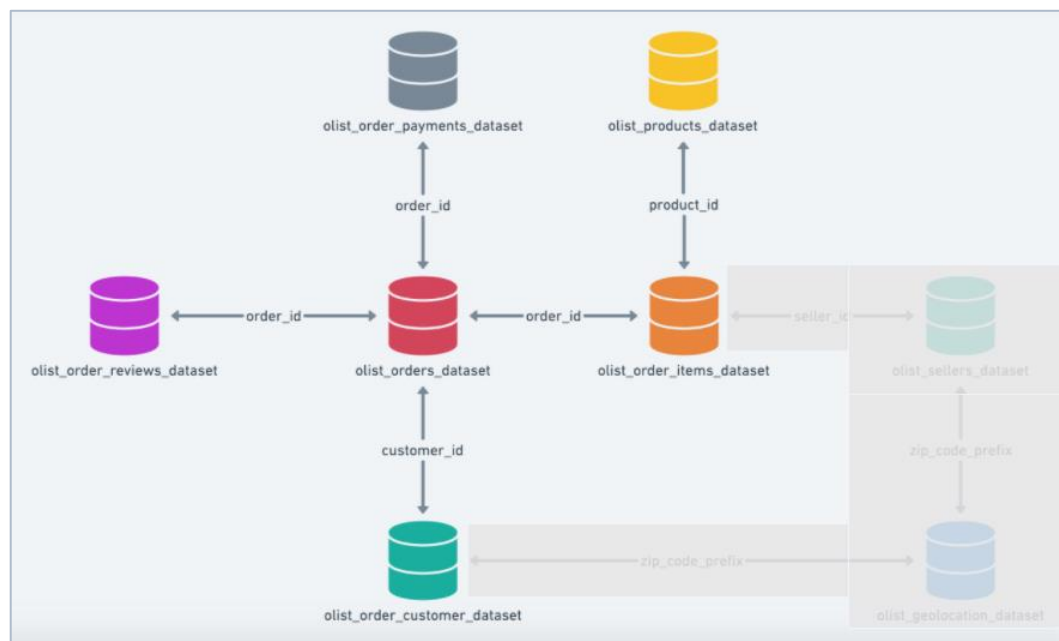 olist_order_payments_dataset
olist_products_dataset
order_id
product_id
order_id
order_id
seller_id
olist_order_reviews_dataset
olist_orders_dataset
olist_order_items_dataset
olist_sellers_dataset
customer_id
zip_code_prefix
zip_code_prefix
olist_order_customer_dataset
olist_geolocation_dataset